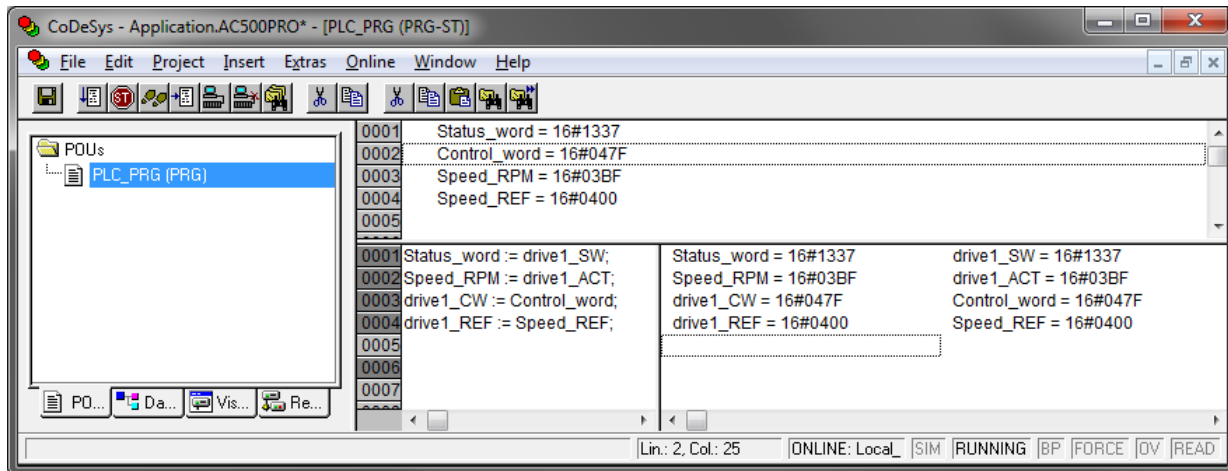 CoDeSys - Application.AC500PRO* - [PLC_PRG (PRG-ST)]
File Edit Project Insert Extras Online Window Help
POUs
PLC_PRG (PRG)
0001 Status_word = 16#1337
0002 Control_word = 16#047F
0003 Speed_RPM = 16#03BF
0004 Speed_REF = 16#0400
0005
0001 Status_word := drive1_SW; Status_word = 16#1337 drive1_SW = 16#1337
0002 Speed_RPM := drive1_ACT; Speed_RPM = 16#03BF drive1_ACT = 16#03BF
0003 drive1_CW := Control_word; drive1_CW = 16#047F Control_word = 16#047F
0004 drive1_REF := Speed_REF; drive1_REF = 16#0400 Speed_REF = 16#0400
0005
0006
0007
PO... Da... Vis... Re...
Lin.: 2, Col.: 25 ONLINE: Local_ SIM RUNNING BP FORCE OV READ